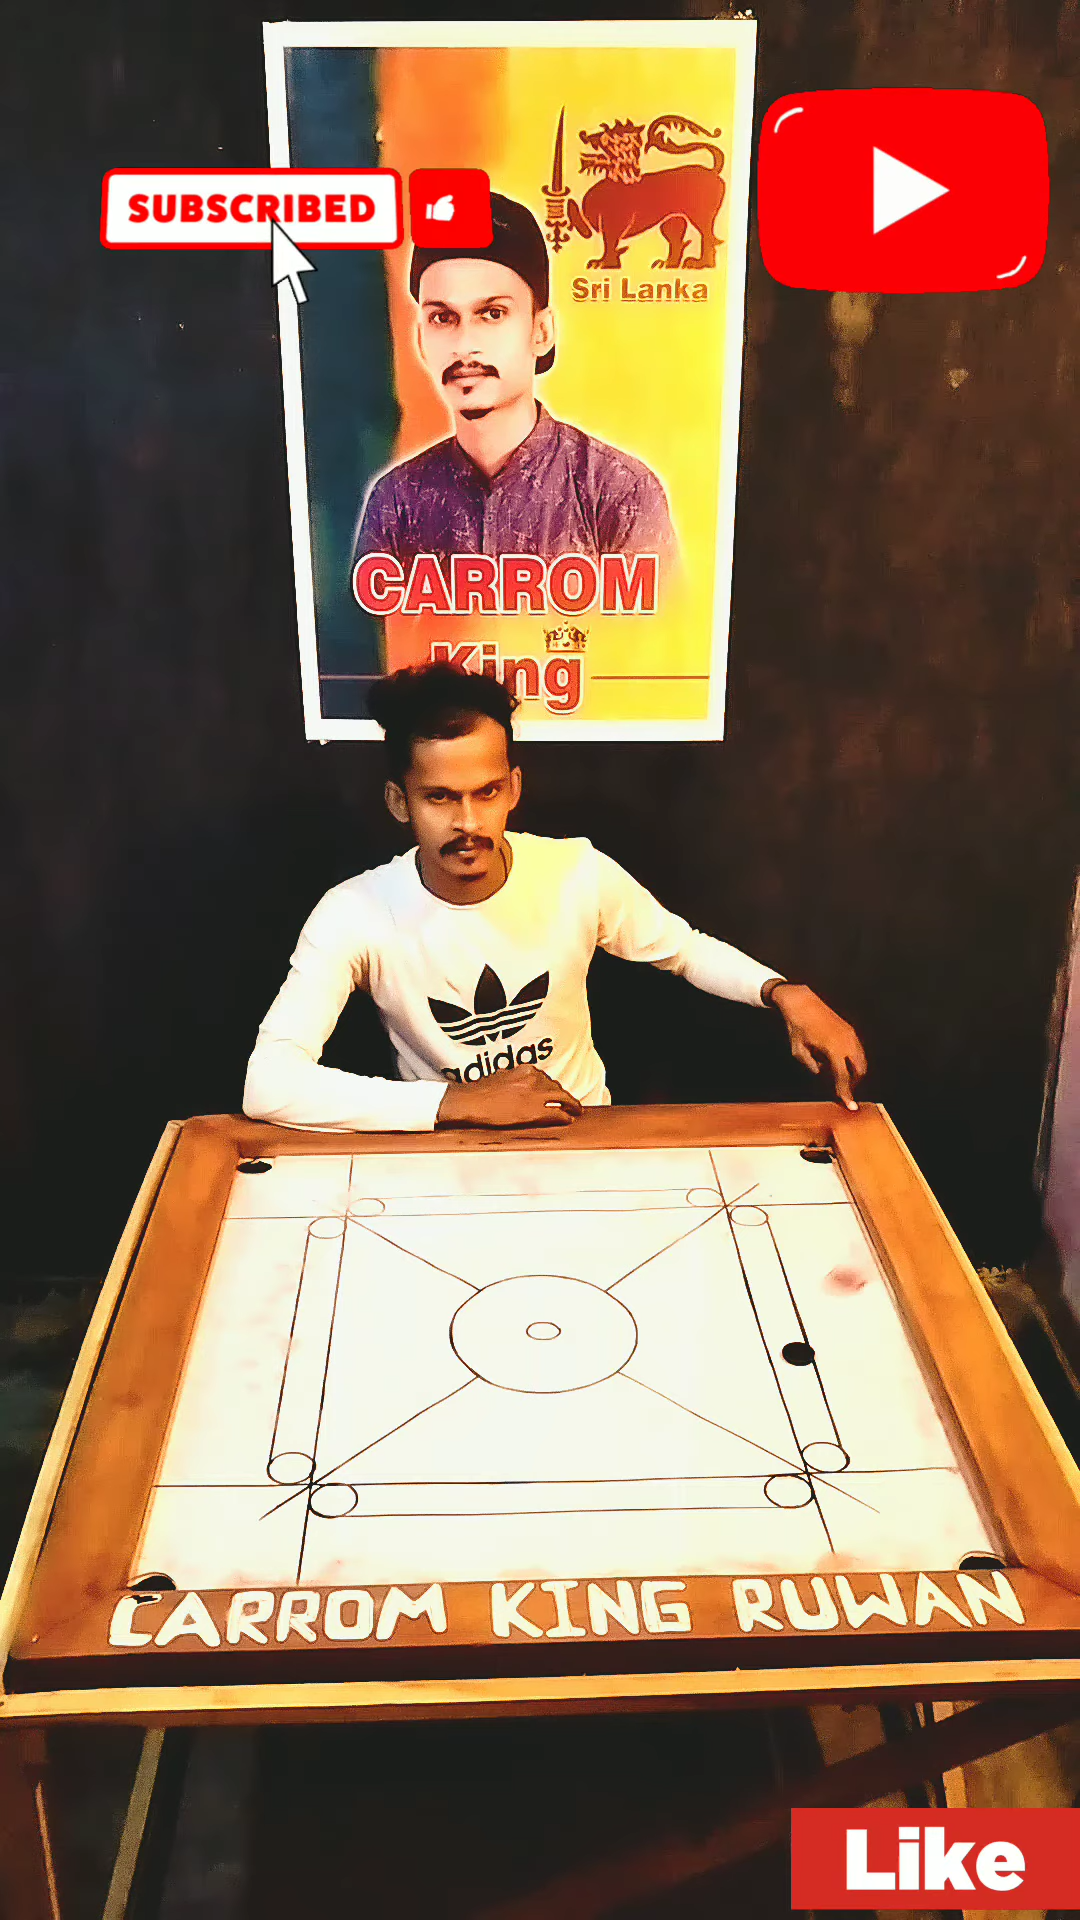 SUBSCRIBED
Sri Lanka
CARROM
King
adidas
CARROM KING RUWAN
Like